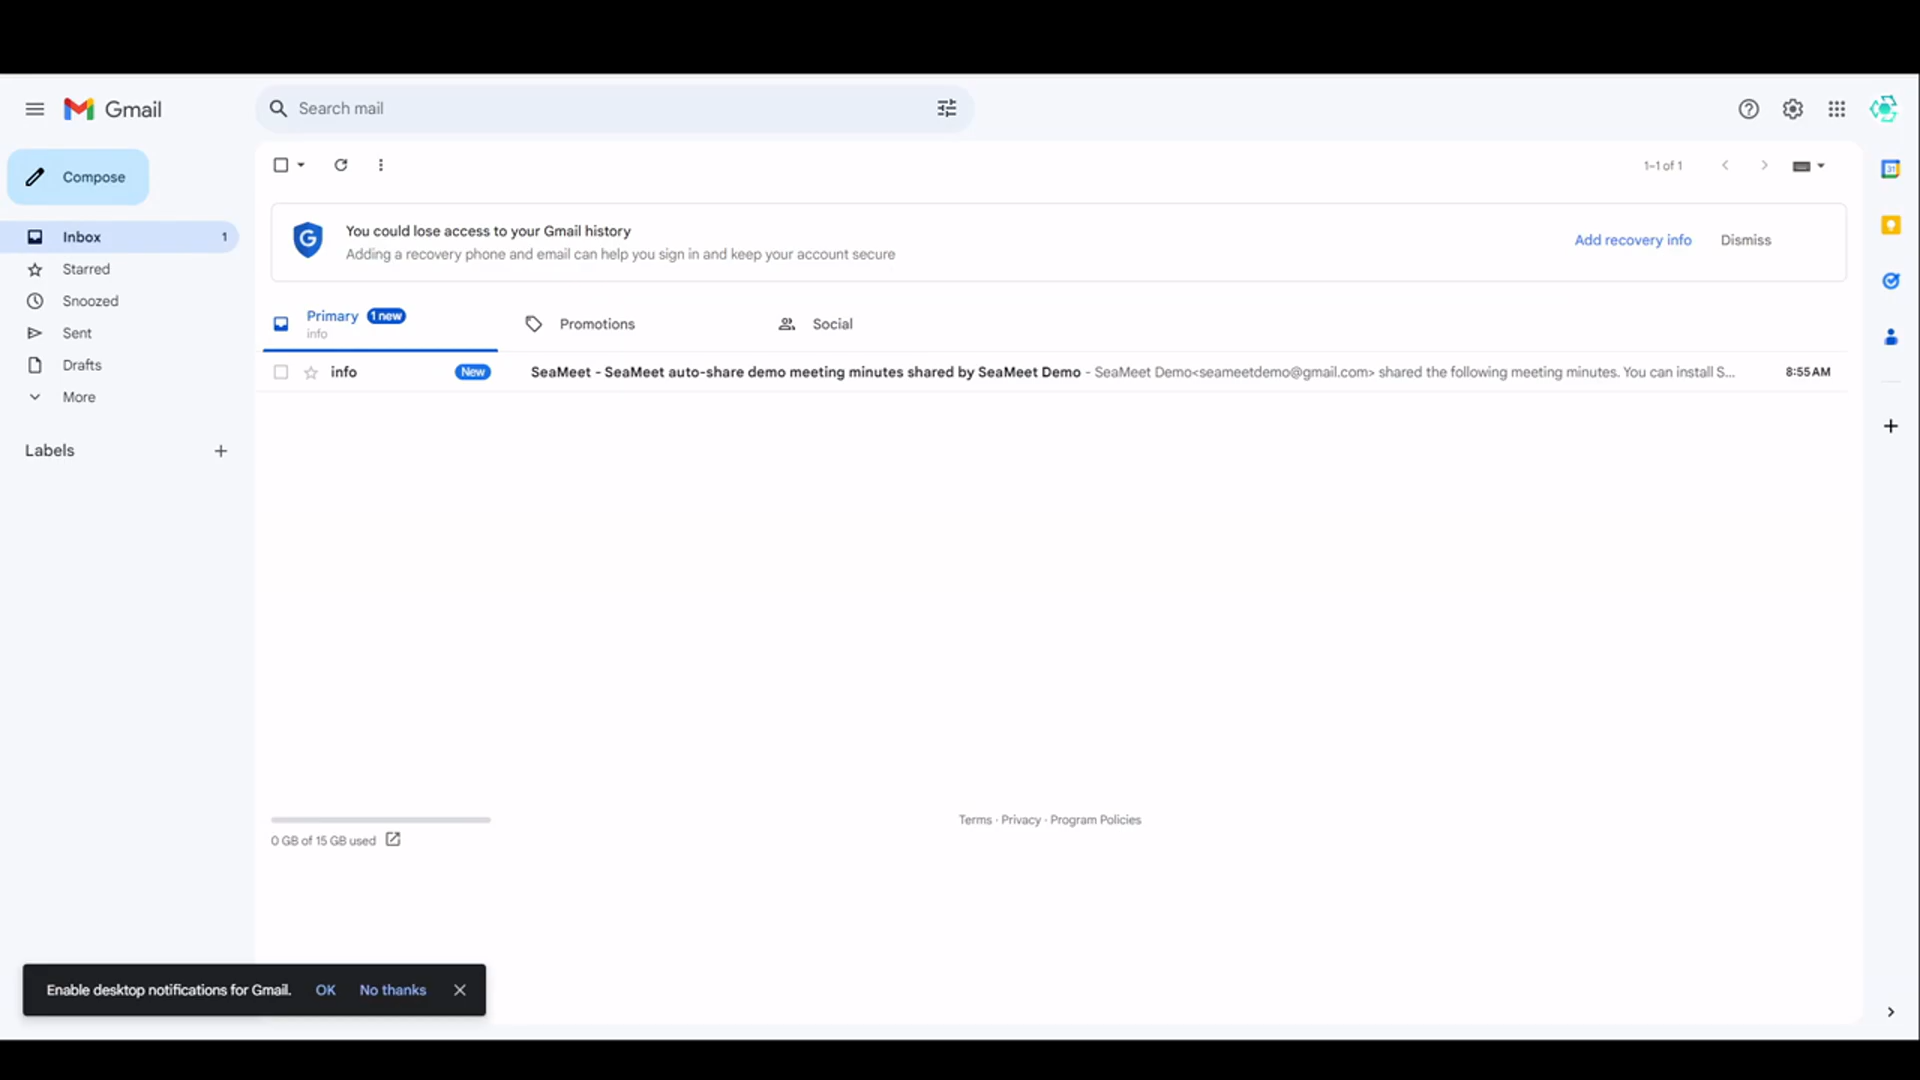 Gmail
Search mail
Compose
1-1 of 1
Inbox 1
Starred
Snoozed
Sent
Drafts
More
Labels
You could lose access to your Gmail history
Adding a recovery phone and email can help you sign in and keep your account secure
Add recovery info Dismiss
Primary 1 new
info
Promotions
Social
info New SeaMeet - SeaMeet auto-share demo meeting minutes shared by SeaMeet Demo - SeaMeet Demo<seameetdemo@gmail.com> shared the following meeting minutes. You can install S... 8:55 AM
0 GB of 15 GB used
Terms · Privacy · Program Policies
Enable desktop notifications for Gmail. OK No thanks
31